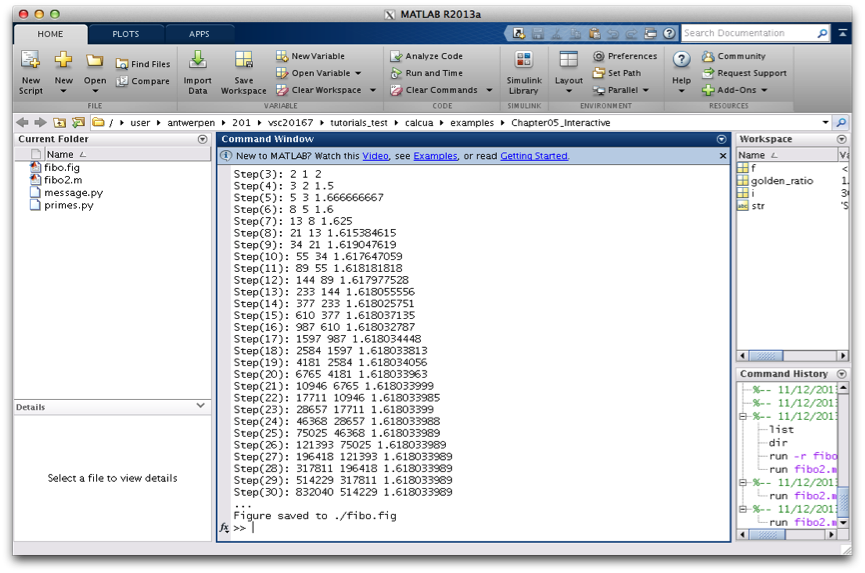 MATLAB R2013a
HOME PLOTS APPS
Search Documentation
New Script
New
Open
Find Files
Compare
Import Data
Save Workspace
New Variable
Open Variable
Clear Workspace
Analyze Code
Run and Time
Clear Commands
Simulink Library
Layout
Preferences
Set Path
Parallel
Help
Community
Request Support
Add-Ons
FILE VARIABLE CODE SIMULINK ENVIRONMENT RESOURCES
/ ▸ user ▸ antwerpen ▸ 201 ▸ vsc20167 ▸ tutorials_test ▸ calcua ▸ examples ▸ Chapter05_Interactive
Current Folder
Name
fibo.fig
fibo2.m
message.py
primes.py
Details
Select a file to view details
Command Window
New to MATLAB? Watch this Video, see Examples, or read Getting Started.
Step(3): 2 1 2
Step(4): 3 2 1.5
Step(5): 5 3 1.666666667
Step(6): 8 5 1.6
Step(7): 13 8 1.625
Step(8): 21 13 1.615384615
Step(9): 34 21 1.619047619
Step(10): 55 34 1.617647059
Step(11): 89 55 1.618181818
Step(12): 144 89 1.617977528
Step(13): 233 144 1.618055556
Step(14): 377 233 1.618025751
Step(15): 610 377 1.618037135
Step(16): 987 610 1.618032787
Step(17): 1597 987 1.618034448
Step(18): 2584 1597 1.618033813
Step(19): 4181 2584 1.618034056
Step(20): 6765 4181 1.618033963
Step(21): 10946 6765 1.618033999
Step(22): 17711 10946 1.618033985
Step(23): 28657 17711 1.61803399
Step(24): 46368 28657 1.618033988
Step(25): 75025 46368 1.618033989
Step(26): 121393 75025 1.618033989
Step(27): 196418 121393 1.618033989
Step(28): 317811 196418 1.618033989
Step(29): 514229 317811 1.618033989
Step(30): 832040 514229 1.618033989
...
Figure saved to ./fibo.fig
fx >>
Workspace
Name Va
f <
golden_ratio 1.
i 30
str 'S
Command History
%-- 11/12/2013
%-- 11/12/2013
%-- 11/12/2013
list
dir
run -r fibo
run fibo2.m
%-- 11/12/2013
run fibo2.m
%-- 11/12/2013
run fibo2.m